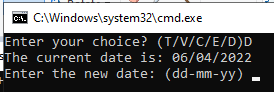 C:\Windows\system32\cmd.exe
Enter your choice? (T/V/C/E/D)D
The current date is: 06/04/2022
Enter the new date: (dd-mm-yy)